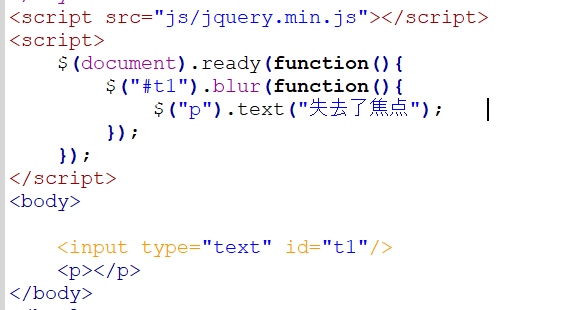 <script src="js/jquery.min.js"></script>
<script>
    $(document).ready(function(){
        $("#t1").blur(function(){
            $("p").text("失去了焦点");
        });
    });
</script>
<body>
    <input type="text" id="t1"/>
    <p></p>
</body>